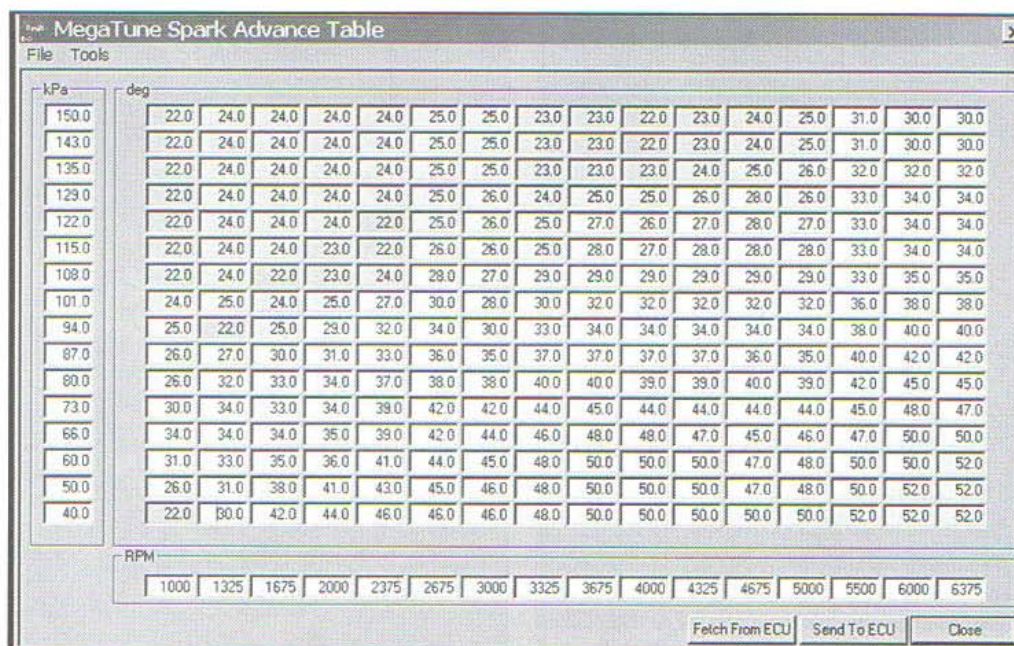 MegaTune Spark Advance Table
File Tools
kPa deg
150.0 22.0 24.0 24.0 24.0 24.0 25.0 25.0 23.0 23.0 22.0 23.0 24.0 25.0 31.0 30.0 30.0
143.0 22.0 24.0 24.0 24.0 24.0 25.0 25.0 23.0 23.0 22.0 23.0 24.0 25.0 31.0 30.0 30.0
135.0 22.0 24.0 24.0 24.0 24.0 25.0 25.0 23.0 23.0 23.0 24.0 25.0 26.0 32.0 32.0 32.0
129.0 22.0 24.0 24.0 24.0 24.0 25.0 26.0 24.0 25.0 25.0 26.0 28.0 26.0 33.0 34.0 34.0
122.0 22.0 24.0 24.0 24.0 22.0 25.0 26.0 25.0 27.0 26.0 27.0 28.0 27.0 33.0 34.0 34.0
115.0 22.0 24.0 24.0 23.0 22.0 26.0 26.0 25.0 28.0 27.0 28.0 28.0 28.0 33.0 34.0 34.0
108.0 22.0 24.0 22.0 23.0 24.0 28.0 27.0 29.0 29.0 29.0 29.0 29.0 29.0 33.0 35.0 35.0
101.0 24.0 25.0 24.0 25.0 27.0 30.0 28.0 30.0 32.0 32.0 32.0 32.0 32.0 36.0 38.0 38.0
94.0 25.0 22.0 25.0 29.0 32.0 34.0 30.0 33.0 34.0 34.0 34.0 34.0 34.0 38.0 40.0 40.0
87.0 26.0 27.0 30.0 31.0 33.0 36.0 35.0 37.0 37.0 37.0 37.0 36.0 35.0 40.0 42.0 42.0
80.0 26.0 32.0 33.0 34.0 37.0 38.0 38.0 40.0 40.0 39.0 39.0 40.0 39.0 42.0 45.0 45.0
73.0 30.0 34.0 33.0 34.0 39.0 42.0 42.0 44.0 45.0 44.0 44.0 44.0 44.0 45.0 48.0 47.0
66.0 34.0 34.0 34.0 35.0 39.0 42.0 44.0 46.0 48.0 48.0 47.0 45.0 46.0 47.0 50.0 50.0
60.0 31.0 33.0 35.0 36.0 41.0 44.0 45.0 48.0 50.0 50.0 50.0 47.0 48.0 50.0 50.0 52.0
50.0 26.0 31.0 38.0 41.0 43.0 45.0 46.0 48.0 50.0 50.0 50.0 47.0 48.0 50.0 52.0 52.0
40.0 22.0 30.0 42.0 44.0 46.0 46.0 46.0 48.0 50.0 50.0 50.0 50.0 50.0 52.0 52.0 52.0
RPM
1000 1325 1675 2000 2375 2675 3000 3325 3675 4000 4325 4675 5000 5500 6000 6375
Fetch From ECU Send To ECU Close